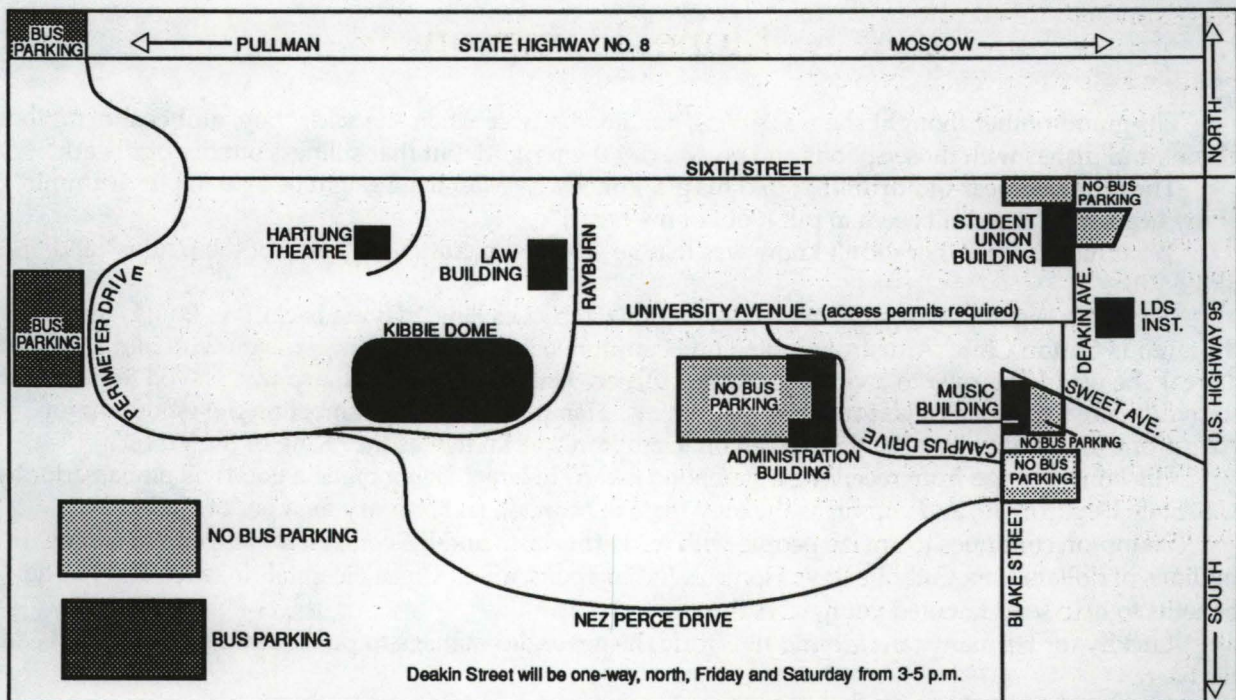 BUS
PARKING
PULLMAN
STATE HIGHWAY NO. 8
MOSCOW
NORTH
SIXTH STREET
NO BUS
PARKING
STUDENT
UNION
BUILDING
HARTUNG
THEATRE
LAW
BUILDING
RAYBURN
DEAKIN AVE.
U.S. HIGHWAY 95
BUS
PARKING
PERIMETER DRIVE
UNIVERSITY AVENUE - (access permits required)
LDS
INST.
KIBBIE DOME
NO BUS
PARKING
MUSIC
BUILDING
SWEET AVE.
CAMPUS DRIVE
NO BUS PARKING
ADMINISTRATION
BUILDING
NO BUS
PARKING
NO BUS PARKING
BLAKE STREET
NEZ PERCE DRIVE
BUS PARKING
SOUTH
Deakin Street will be one-way, north, Friday and Saturday from 3-5 p.m.